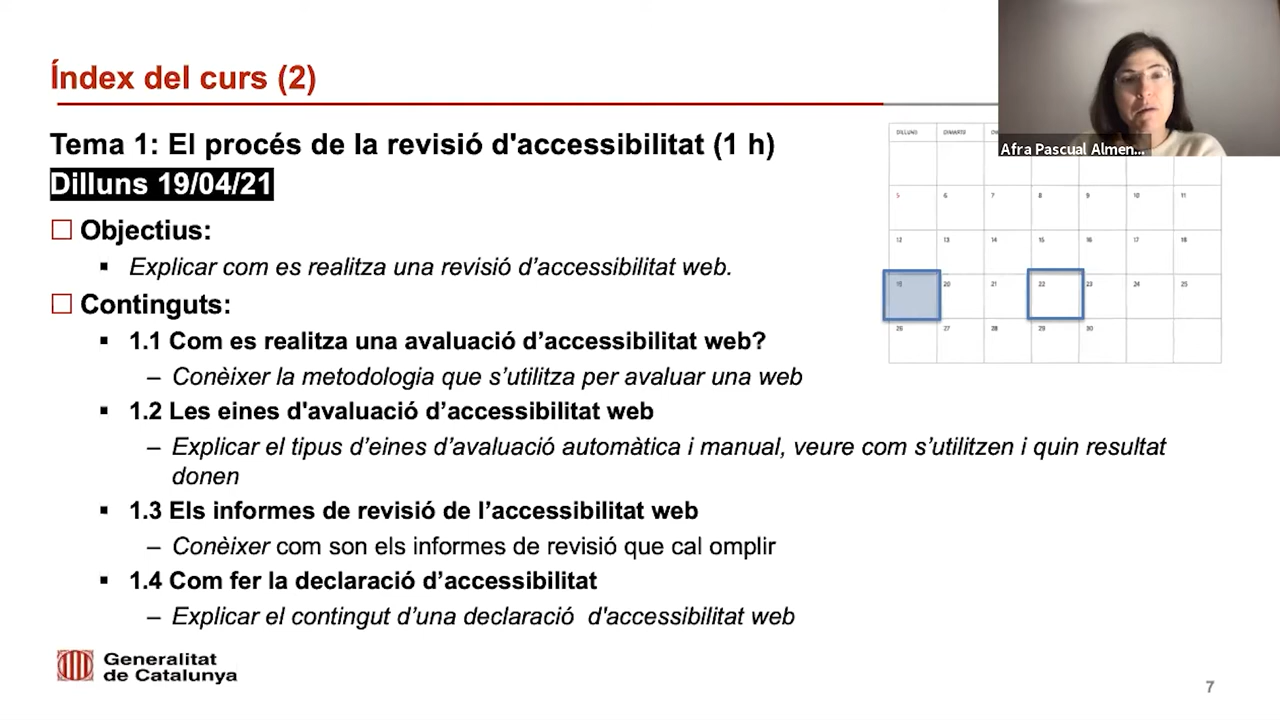 Índex del curs (2)
Afra Pascual Almen...
Tema 1: El procés de la revisió d'accessibilitat (1 h)
Dilluns 19/04/21
Objectius:
▪ Explicar com es realitza una revisió d’accessibilitat web.
Continguts:
▪ 1.1 Com es realitza una avaluació d’accessibilitat web?
– Conèixer la metodologia que s’utilitza per avaluar una web
▪ 1.2 Les eines d'avaluació d’accessibilitat web
– Explicar el tipus d’eines d’avaluació automàtica i manual, veure com s’utilitzen i quin resultat
donen
▪ 1.3 Els informes de revisió de l’accessibilitat web
– Conèixer com son els informes de revisió que cal omplir
▪ 1.4 Com fer la declaració d’accessibilitat
– Explicar el contingut d’una declaració d'accessibilitat web
DILLUNS DIMARTS
5 6 7 8 9 10 11
12 13 14 15 16 17 18
19 20 21 22 23 24 25
26 27 28 29 30
Generalitat
de Catalunya
7